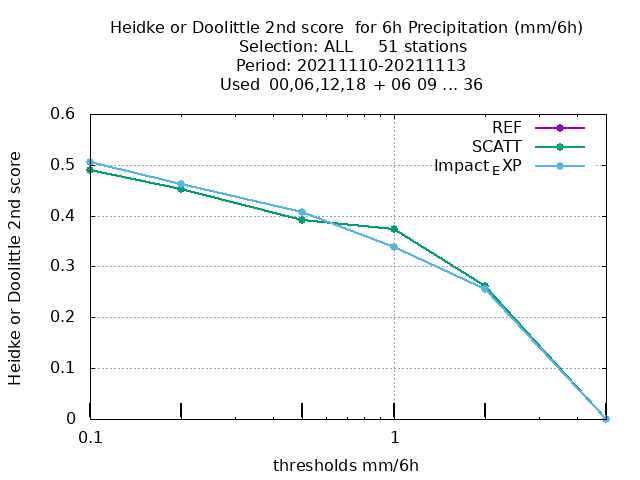 Heidke or Doolittle 2nd score  for 6h Precipitation (mm/6h)
Selection: ALL     51 stations
Period: 20211110-20211113
Used  00,06,12,18  + 06 09 ... 36
REF
SCATT
Impact_EXP
0.6
0.5
0.4
0.3
0.2
0.1
0
Heidke or Doolittle 2nd score
0.1
1
thresholds mm/6h